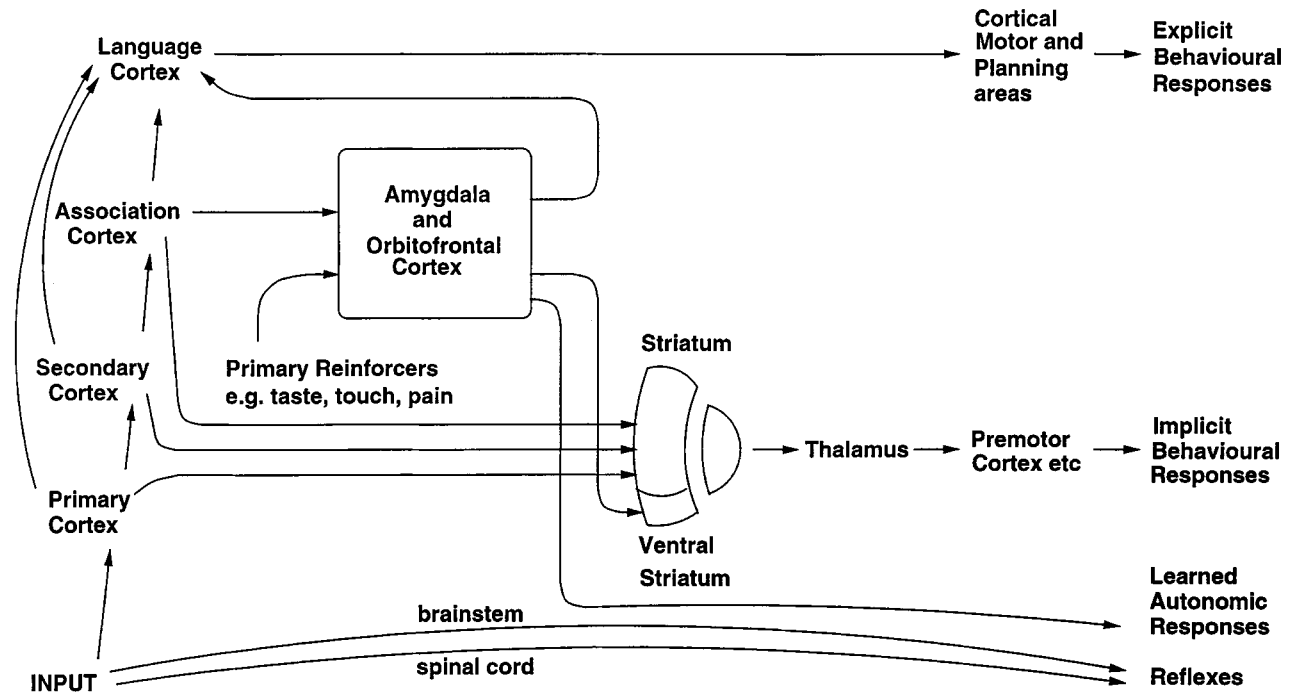 Language
Cortex
Cortical
Motor and
Planning
areas
Explicit
Behavioural
Responses
Association
Cortex
Amygdala
and
Orbitofrontal
Cortex
Secondary
Cortex
Primary Reinforcers
e.g. taste, touch, pain
Striatum
Primary
Cortex
Thalamus
Premotor
Cortex etc
Implicit
Behavioural
Responses
Ventral
Striatum
Learned
Autonomic
Responses
brainstem
spinal cord
INPUT
Reflexes